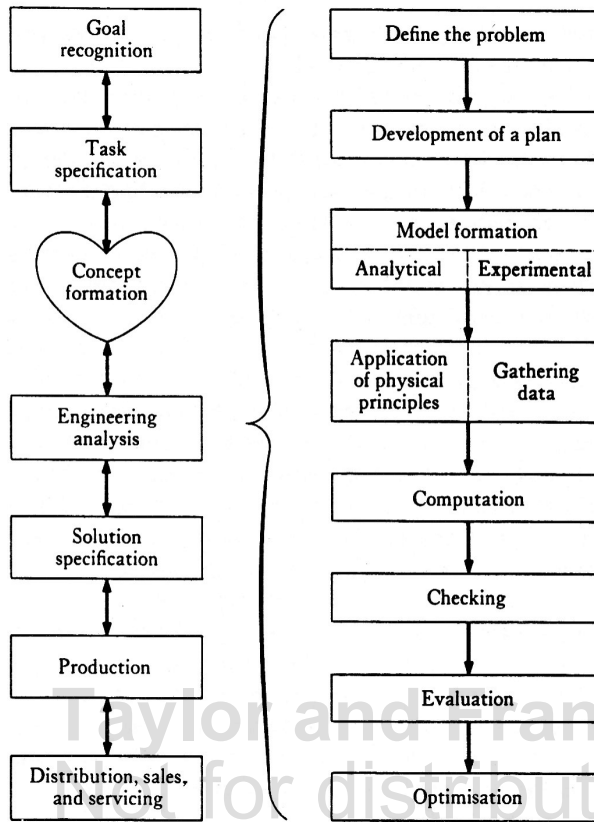 Goal
recognition
Task
specification
Concept
formation
Engineering
analysis
Solution
specification
Production
Distribution, sales,
and servicing
Define the problem
Development of a plan
Model formation
Analytical
Experimental
Application
of physical
principles
Gathering
data
Computation
Checking
Evaluation
Optimisation
Taylor and Fran
Not for distribut